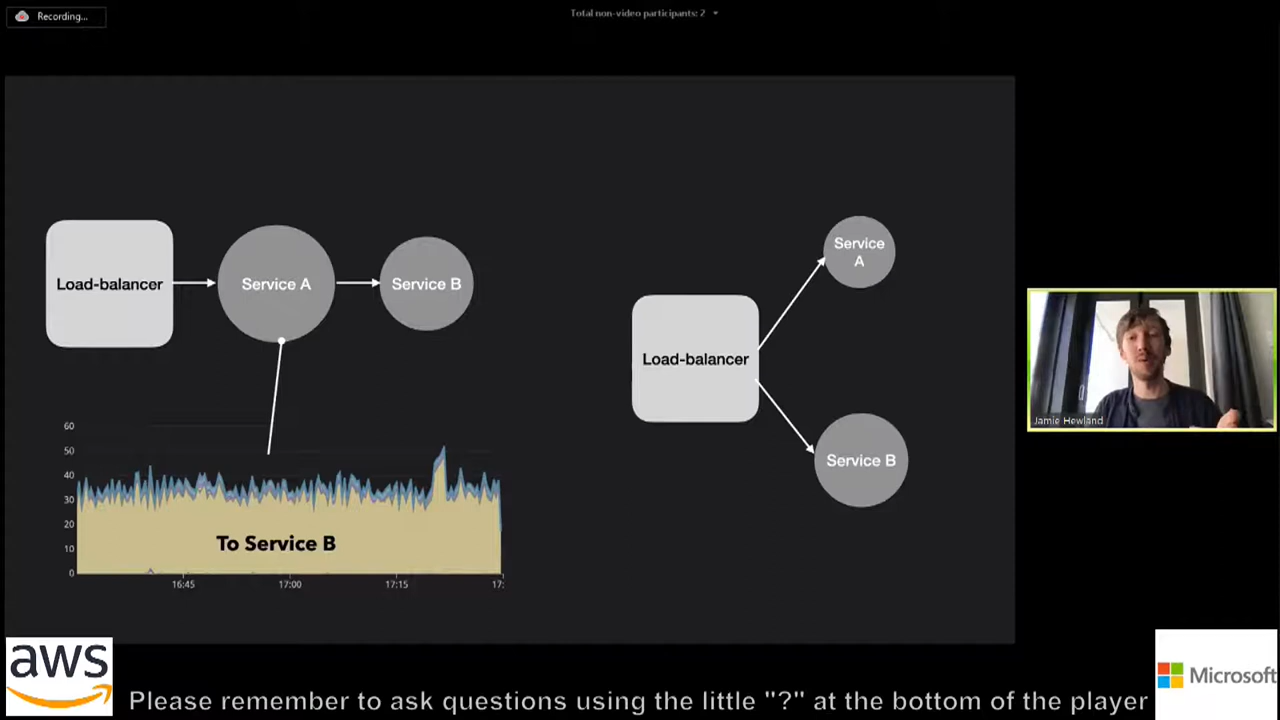 Recording...
Total non-video participants: 2
Load-balancer
Service A
Service B
Load-balancer
Service
A
Service B
60
50
40
30
20
10
0
To Service B
16:45
17:00
17:15
17:
Jamie Hewland
aws
Please remember to ask questions using the little "?" at the bottom of the player
Microsoft